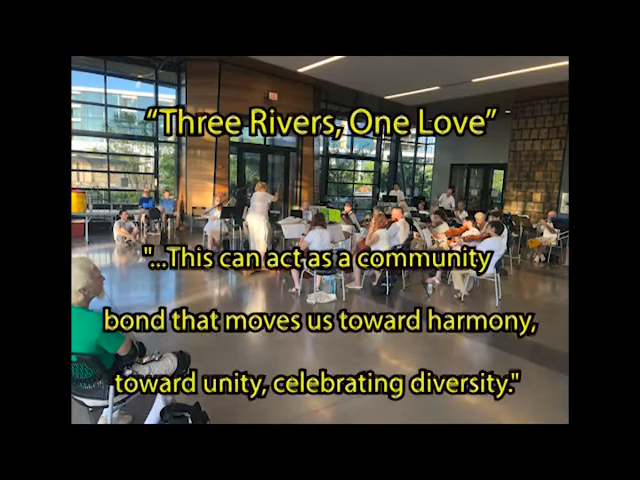 “Three Rivers, One Love”
"...This can act as a community
bond that moves us toward harmony,
toward unity, celebrating diversity."